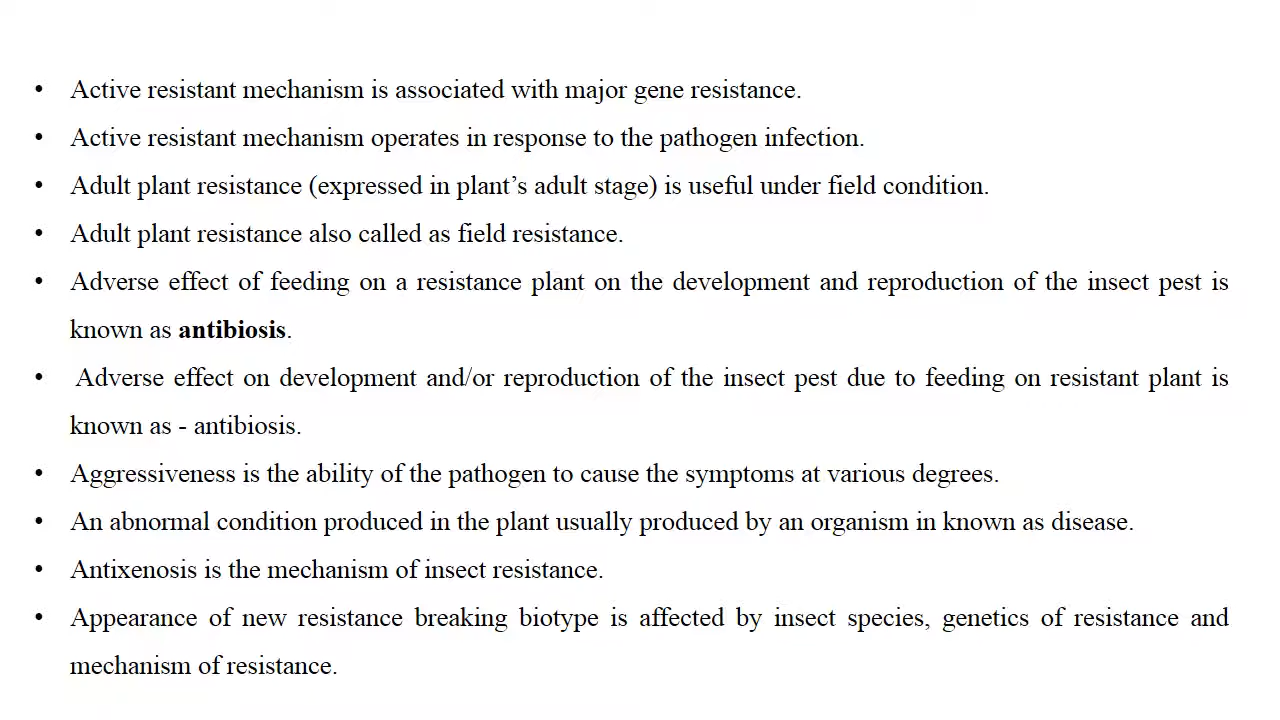 • Active resistant mechanism is associated with major gene resistance.
• Active resistant mechanism operates in response to the pathogen infection.
• Adult plant resistance (expressed in plant’s adult stage) is useful under field condition.
• Adult plant resistance also called as field resistance.
• Adverse effect of feeding on a resistance plant on the development and reproduction of the insect pest is
known as antibiosis.
• Adverse effect on development and/or reproduction of the insect pest due to feeding on resistant plant is
known as - antibiosis.
• Aggressiveness is the ability of the pathogen to cause the symptoms at various degrees.
• An abnormal condition produced in the plant usually produced by an organism in known as disease.
• Antixenosis is the mechanism of insect resistance.
• Appearance of new resistance breaking biotype is affected by insect species, genetics of resistance and
mechanism of resistance.